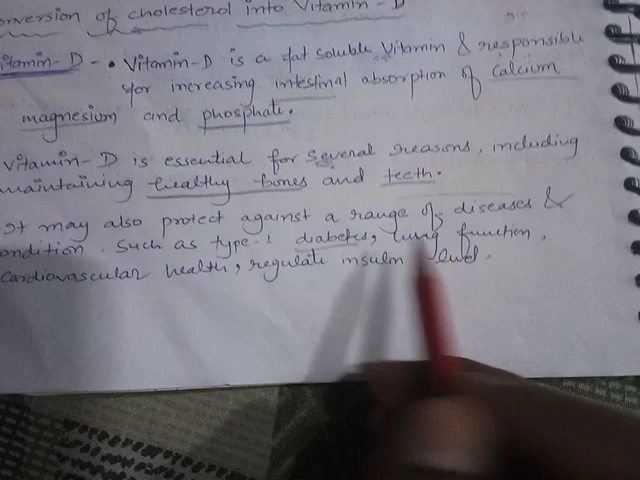 onversion of cholesterol into Vitamin-D
itamin-D - • Vitamin-D is a fat soluble Vitamin & responsible
for increasing intestinal absorption of calcium
magnesium and phosphate.
Vitamin-D is essential for several reasons, including
maintaining healthy bones and teeth.
It may also protect against a range of diseases &
ondition. Such as type-1 diabetes, lung function,
Cardiovascular health, regulate insulin level.